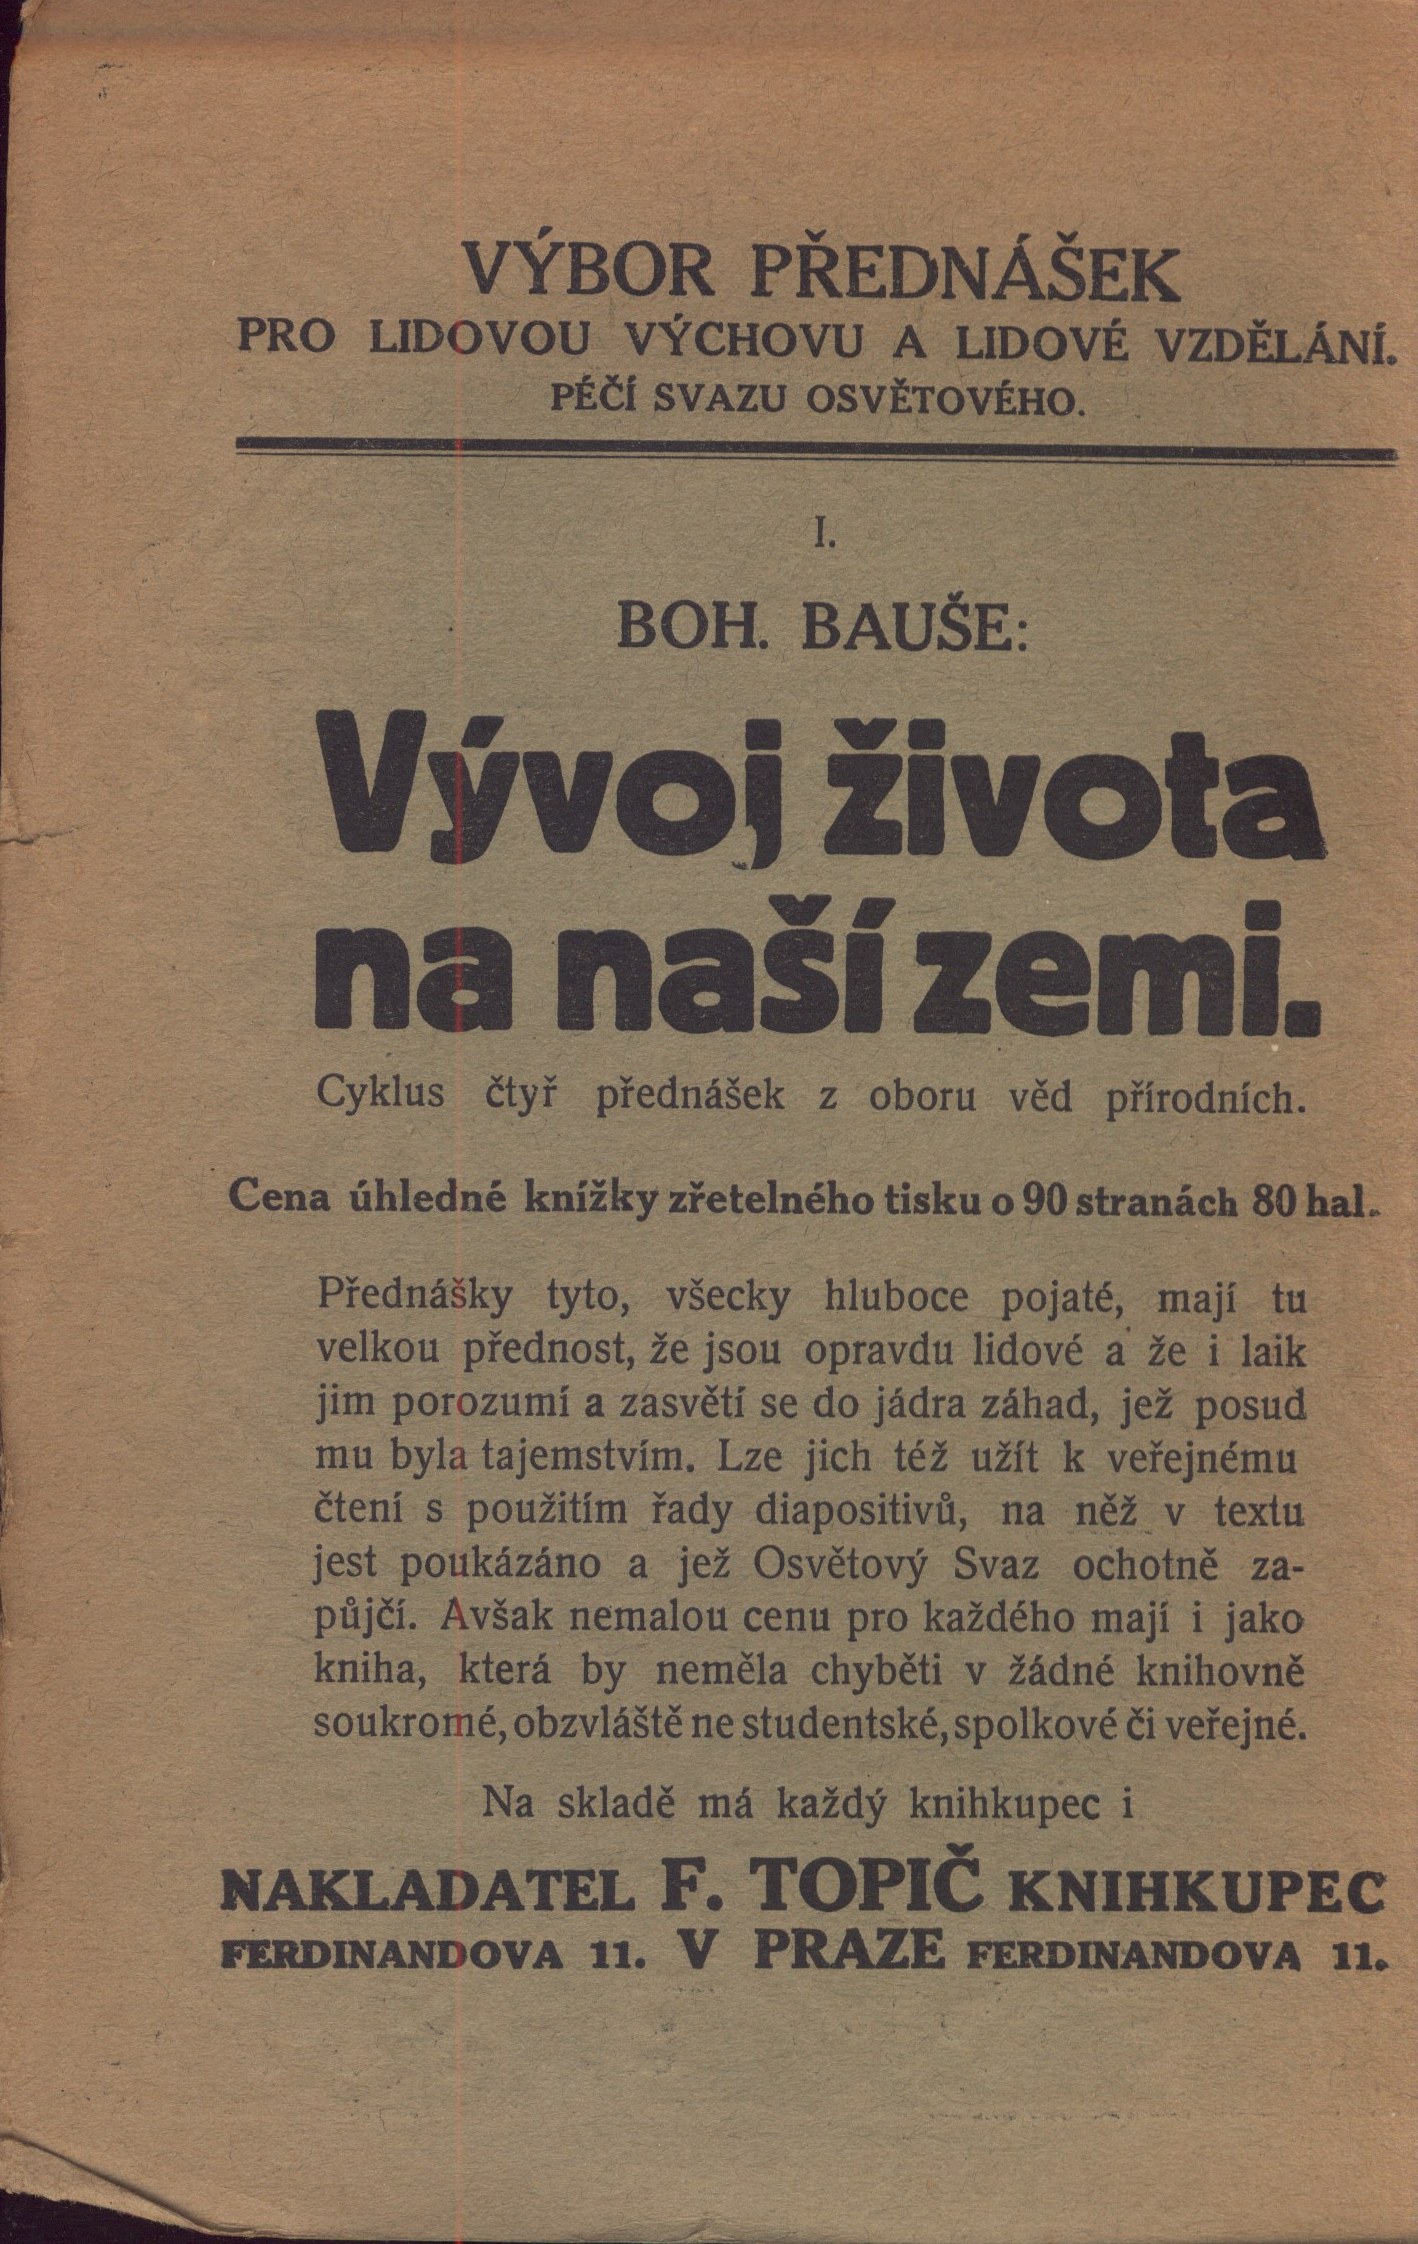 VÝBOR PŘEDNÁŠEK
PRO LIDOVOU VÝCHOVU A LIDOVÉ VZDĚLÁNÍ.
PÉČÍ SVAZU OSVĚTOVÉHO.
I.
BOH. BAUŠE:
Vývoj života
na naší zemi.
Cyklus čtyř přednášek z oboru věd přírodních.
Cena úhledné knížky zřetelného tisku o 90 stranách 80 hal.
Přednášky tyto, všecky hluboce pojaté, mají tu
velkou přednost, že jsou opravdu lidové a že i laik
jim porozumí a zasvětí se do jádra záhad, jež posud
mu byla tajemstvím. Lze jich též užít k veřejnému
čtení s použitím řady diapositivů, na něž v textu
jest poukázáno a jež Osvětový Svaz ochotně za-
půjčí. Avšak nemalou cenu pro každého mají i jako
kniha, která by neměla chyběti v žádné knihovně
soukromé, obzvláště ne studentské, spolkové či veřejné.
Na skladě má každý knihkupec i
NAKLADATEL F. TOPIČ KNIHKUPEC
FERDINANDOVA 11. V PRAZE FERDINANDOVA 11.